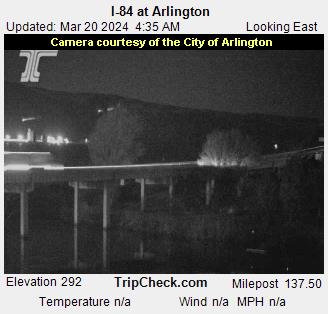 I-84 at Arlington
Updated: Mar 20 2024 4:35 AM Looking East
Camera courtesy of the City of Arlington
Elevation 292 TripCheck.com Milepost 137.50
Temperature n/a Wind n/a MPH n/a